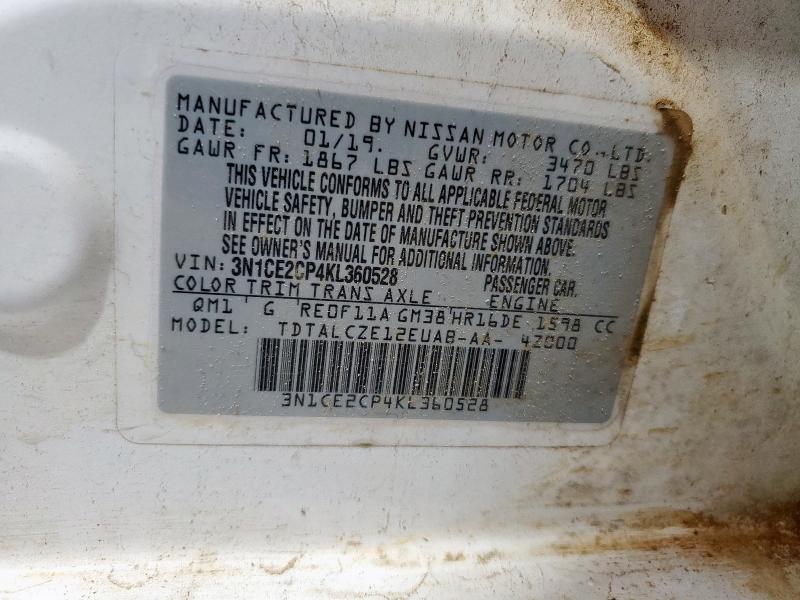 MANUFACTURED BY NISSAN MOTOR CO.,LTD.
DATE: 01/19. GVWR: 3470 LBS
GAWR FR: 1867 LBS GAWR RR: 1704 LBS
THIS VEHICLE CONFORMS TO ALL APPLICABLE FEDERAL MOTOR
VEHICLE SAFETY, BUMPER AND THEFT PREVENTION STANDARDS
IN EFFECT ON THE DATE OF MANUFACTURE SHOWN ABOVE.
SEE OWNER'S MANUAL FOR ADDITIONAL INFORMATION.
VIN: 3N1CE2CP4KL360528 PASSENGER CAR.
COLOR TRIM TRANS AXLE ENGINE
QM1 ' G RE0F11A GM38'HR16DE 1598 CC
MODEL: TDTALCZE12EUAB-AA- 4Z000
3N1CE2CP4KL360528